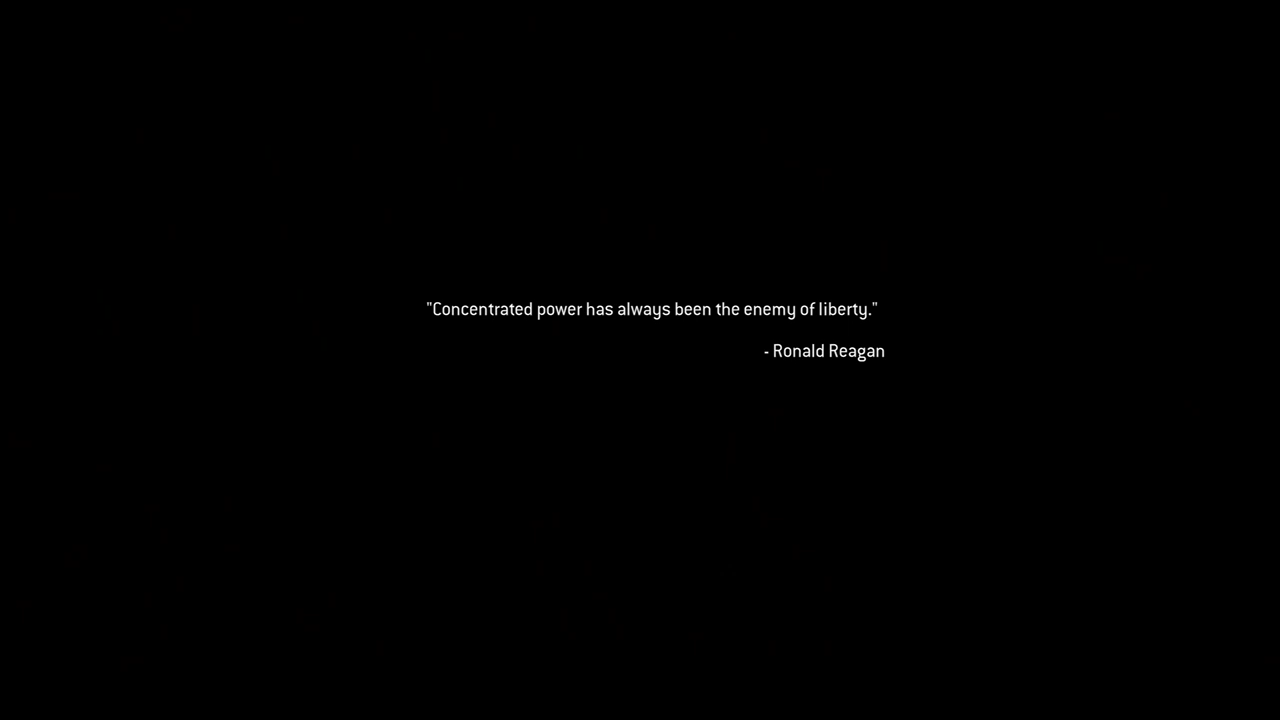 "Concentrated power has always been the enemy of liberty."
- Ronald Reagan